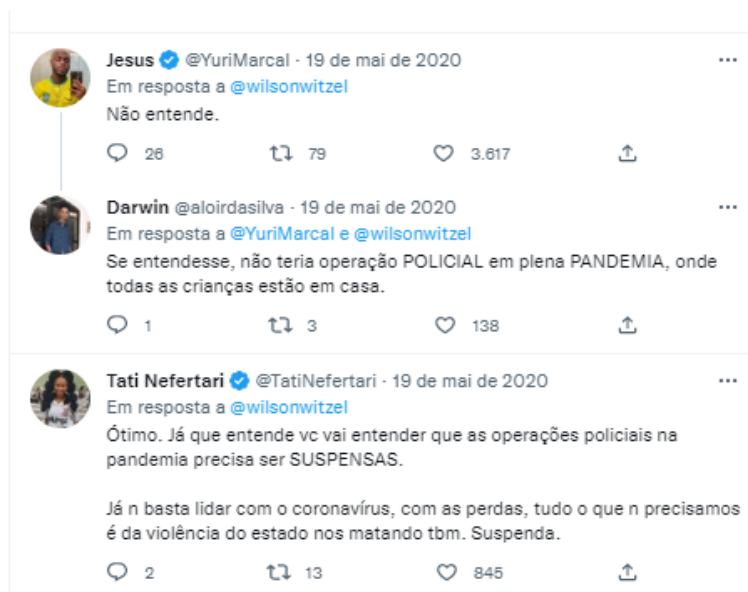 Jesus @YuriMarcal · 19 de mai de 2020
Em resposta a @wilsonwitzel
Não entende.
26 79 3.617
Darwin @aloirdasilva · 19 de mai de 2020
Em resposta a @YuriMarcal e @wilsonwitzel
Se entendesse, não teria operação POLICIAL em plena PANDEMIA, onde
todas as crianças estão em casa.
1 3 138
Tati Nefertari @TatiNefertari · 19 de mai de 2020
Em resposta a @wilsonwitzel
Ótimo. Já que entende vc vai entender que as operações policiais na
pandemia precisa ser SUSPENSAS.
Já n basta lidar com o coronavírus, com as perdas, tudo o que n precisamos
é da violência do estado nos matando tbm. Suspenda.
2 13 845